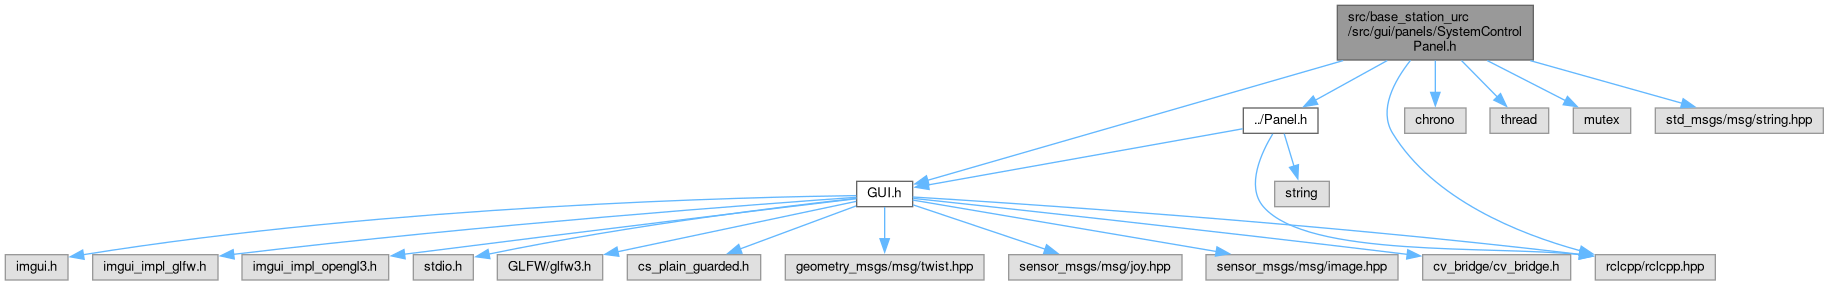 src/base_station_urc
/src/gui/panels/SystemControl
Panel.h
../Panel.h
chrono
thread
mutex
std_msgs/msg/string.hpp
GUI.h
string
imgui.h
imgui_impl_glfw.h
imgui_impl_opengl3.h
stdio.h
GLFW/glfw3.h
cs_plain_guarded.h
geometry_msgs/msg/twist.hpp
sensor_msgs/msg/joy.hpp
sensor_msgs/msg/image.hpp
cv_bridge/cv_bridge.h
rclcpp/rclcpp.hpp